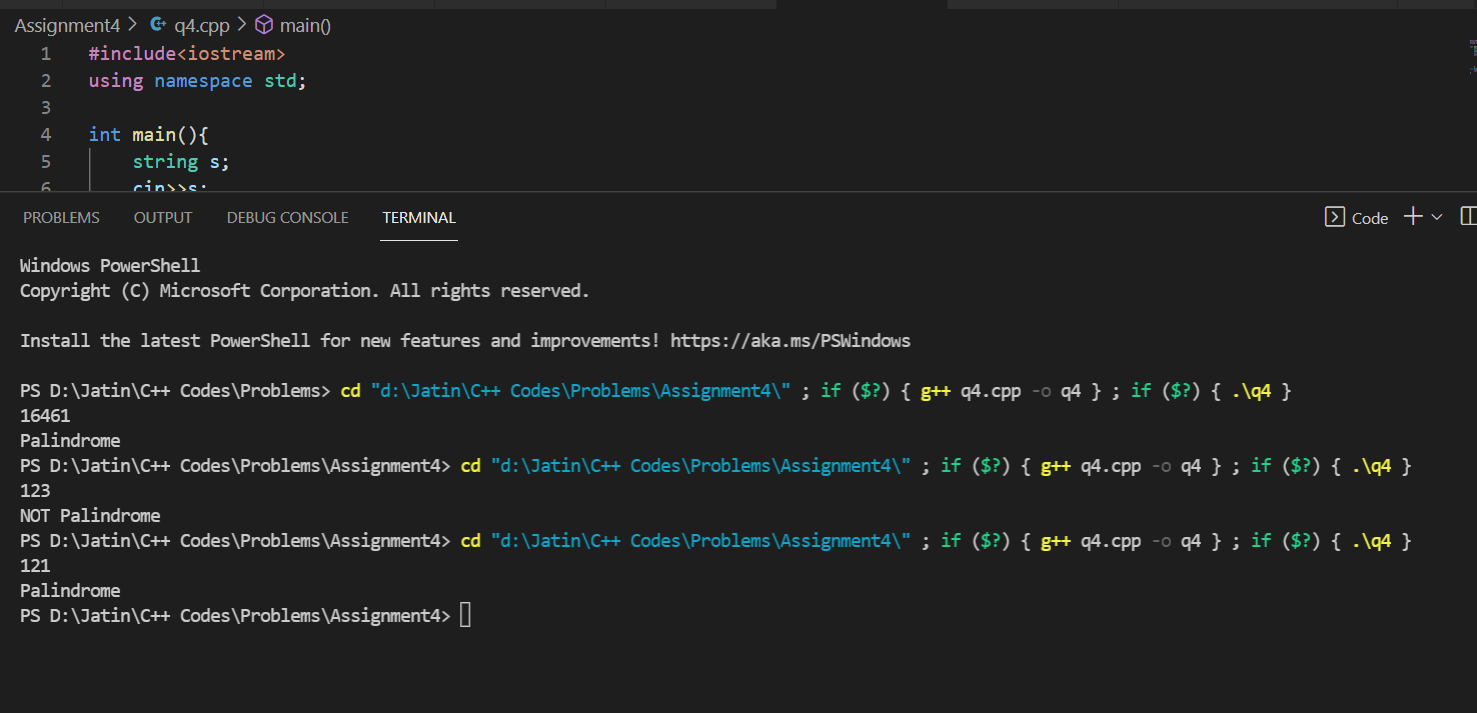 Assignment4 > q4.cpp > main()
1 #include<iostream>
2 using namespace std;
3
4 int main(){
5 string s;
6 cin>>s;
PROBLEMS OUTPUT DEBUG CONSOLE TERMINAL Code
Windows PowerShell
Copyright (C) Microsoft Corporation. All rights reserved.
Install the latest PowerShell for new features and improvements! https://aka.ms/PSWindows
PS D:\Jatin\C++ Codes\Problems> cd "d:\Jatin\C++ Codes\Problems\Assignment4\" ; if ($?) { g++ q4.cpp -o q4 } ; if ($?) { .\q4 }
16461
Palindrome
PS D:\Jatin\C++ Codes\Problems\Assignment4> cd "d:\Jatin\C++ Codes\Problems\Assignment4\" ; if ($?) { g++ q4.cpp -o q4 } ; if ($?) { .\q4 }
123
NOT Palindrome
PS D:\Jatin\C++ Codes\Problems\Assignment4> cd "d:\Jatin\C++ Codes\Problems\Assignment4\" ; if ($?) { g++ q4.cpp -o q4 } ; if ($?) { .\q4 }
121
Palindrome
PS D:\Jatin\C++ Codes\Problems\Assignment4>